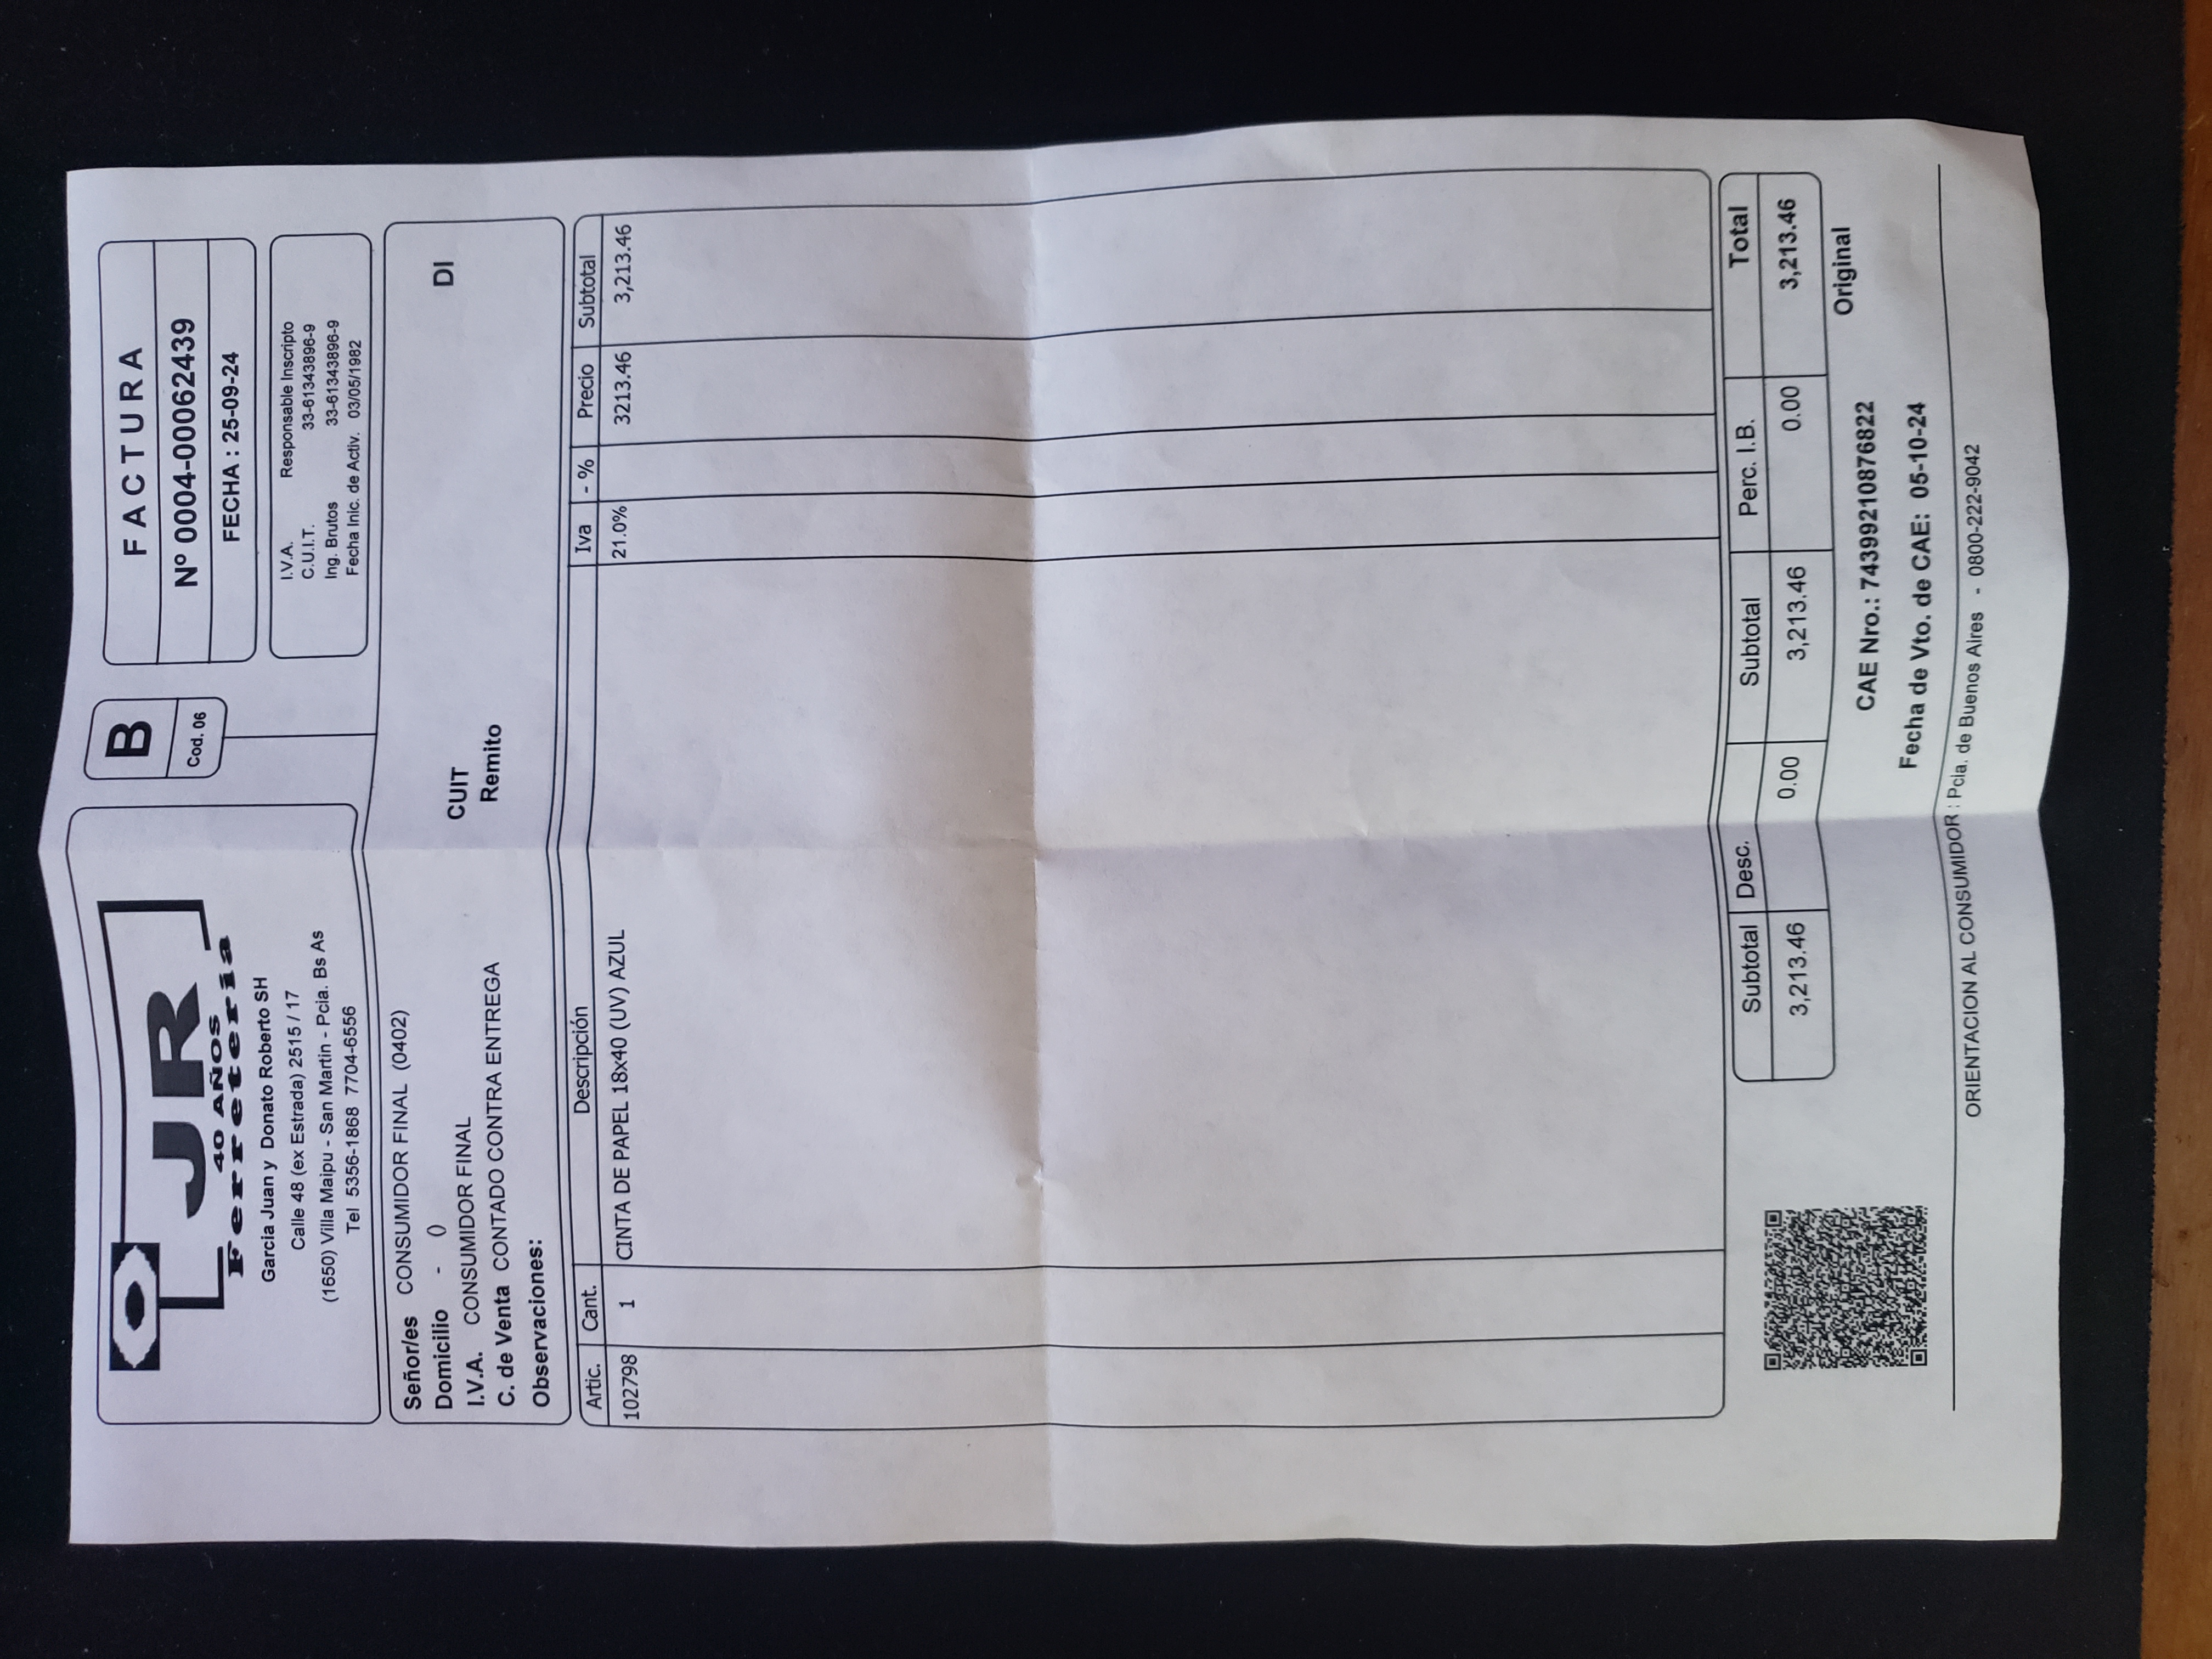 JR
40 AÑOS
Ferreteria
Garcia Juan y Donato Roberto SH
Calle 48 (ex Estrada) 2515 / 17
(1650) Villa Maipu - San Martin - Pcia. Bs As
Tel 5356-1868 7704-6556
B
Cod. 06
FACTURA
Nº 0004-00062439
FECHA : 25-09-24
I.V.A. Responsable Inscripto
C.U.I.T. 33-61343896-9
Ing. Brutos 33-61343896-9
Fecha Inic. de Activ. 03/05/1982
Señor/es CONSUMIDOR FINAL (0402)
Domicilio - ()
DI
I.V.A. CONSUMIDOR FINAL CUIT
C. de Venta CONTADO CONTRA ENTREGA Remito
Observaciones:
Artic. Cant. Descripción Iva - % Precio Subtotal
102798 1 CINTA DE PAPEL 18x40 (UV) AZUL 21.0% 3213.46 3,213.46
Subtotal Desc. Subtotal Perc. I.B. Total
3,213.46 0.00 3,213.46 0.00 3,213.46
Original
CAE Nro.: 74399210876822
Fecha de Vto. de CAE: 05-10-24
ORIENTACION AL CONSUMIDOR : Pcia. de Buenos Aires - 0800-222-9042